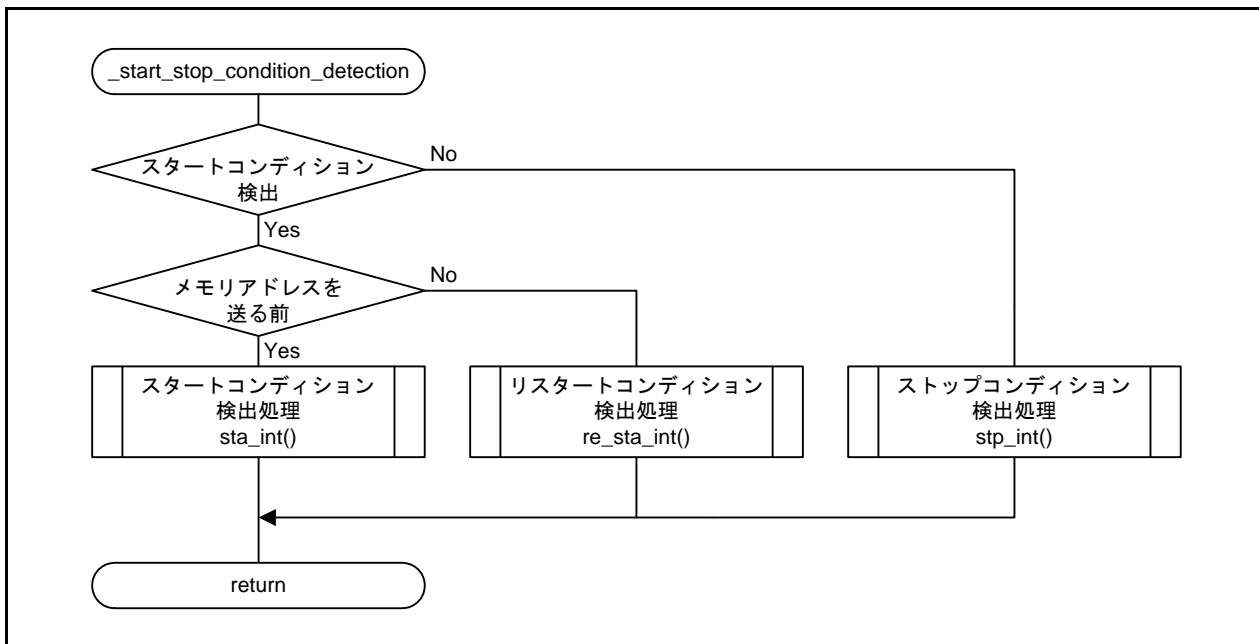 _start_stop_condition_detection
スタートコンディション
検出
No
Yes
メモリアドレスを
送る前
No
Yes
スタートコンディション
検出処理
sta_int()
リスタートコンディション
検出処理
re_sta_int()
ストップコンディション
検出処理
stp_int()
return